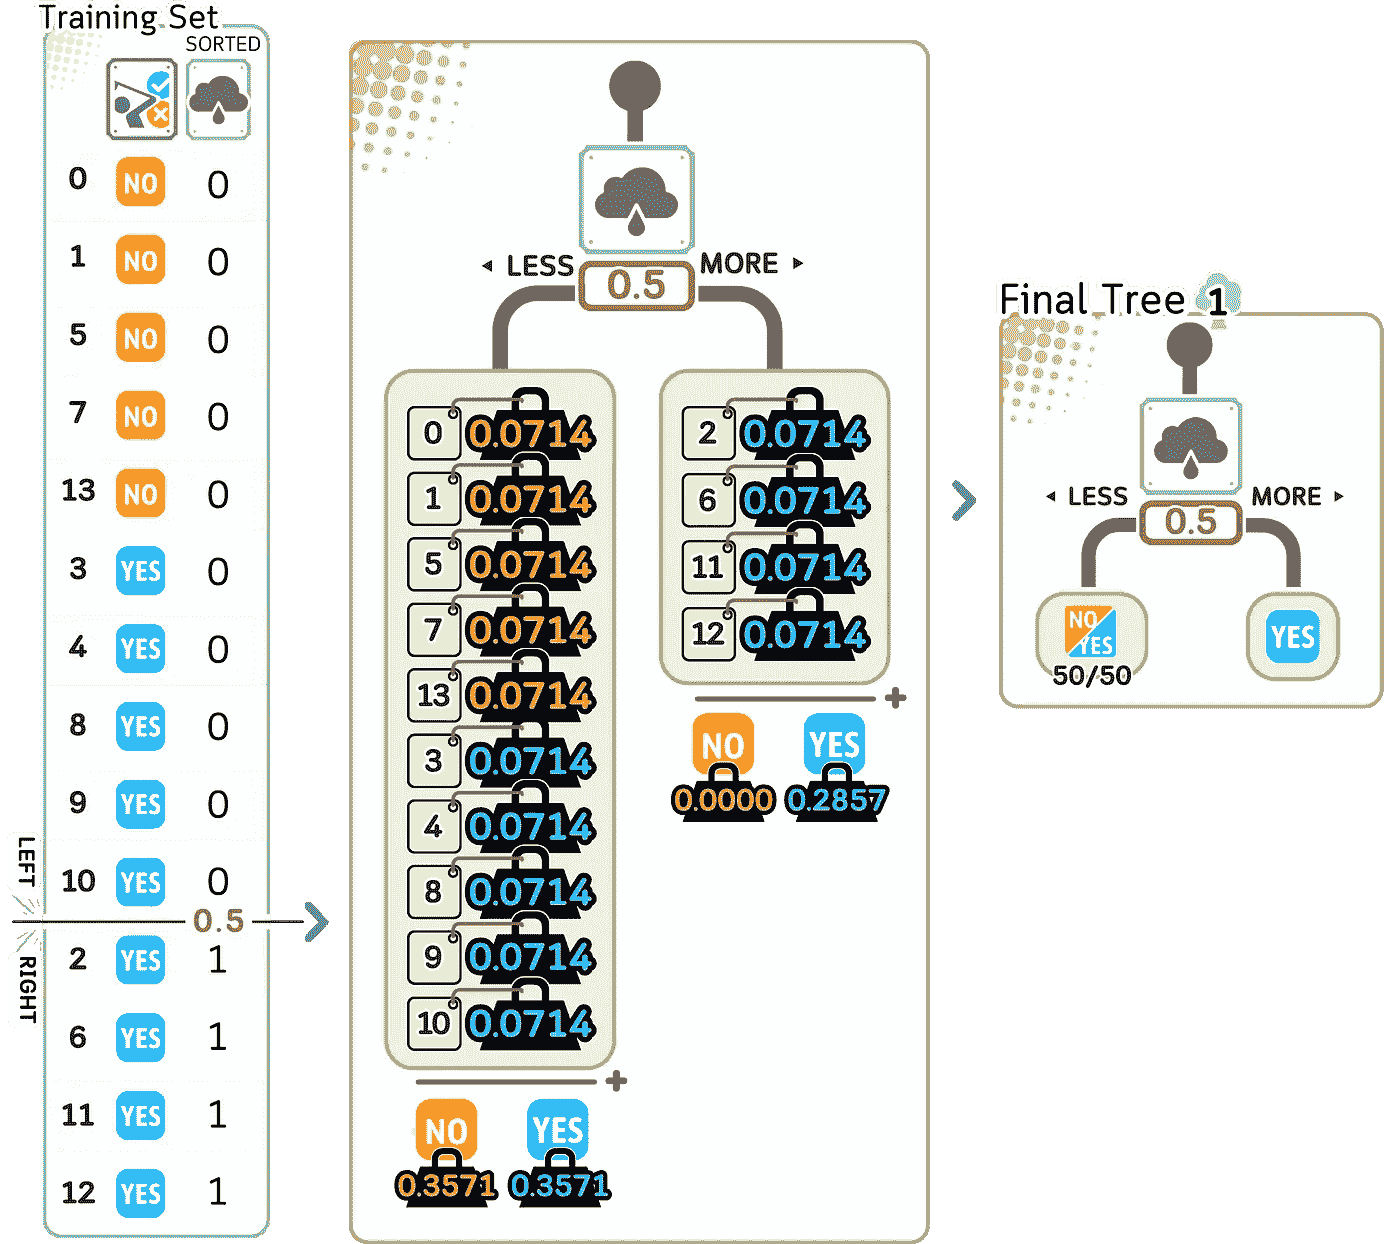 Training Set
SORTED
0 NO 0
1 NO 0
5 NO 0
7 NO 0
13 NO 0
3 YES 0
4 YES 0
8 YES 0
9 YES 0
10 YES 0
LEFT
0.5
RIGHT
2 YES 1
6 YES 1
11 YES 1
12 YES 1
LESS 0.5 MORE
0 0.0714
1 0.0714
5 0.0714
7 0.0714
13 0.0714
3 0.0714
4 0.0714
8 0.0714
9 0.0714
10 0.0714
+
NO YES
0.3571 0.3571
2 0.0714
6 0.0714
11 0.0714
12 0.0714
+
NO YES
0.0000 0.2857
Final Tree 1
LESS 0.5 MORE
NO
YES
50/50
YES